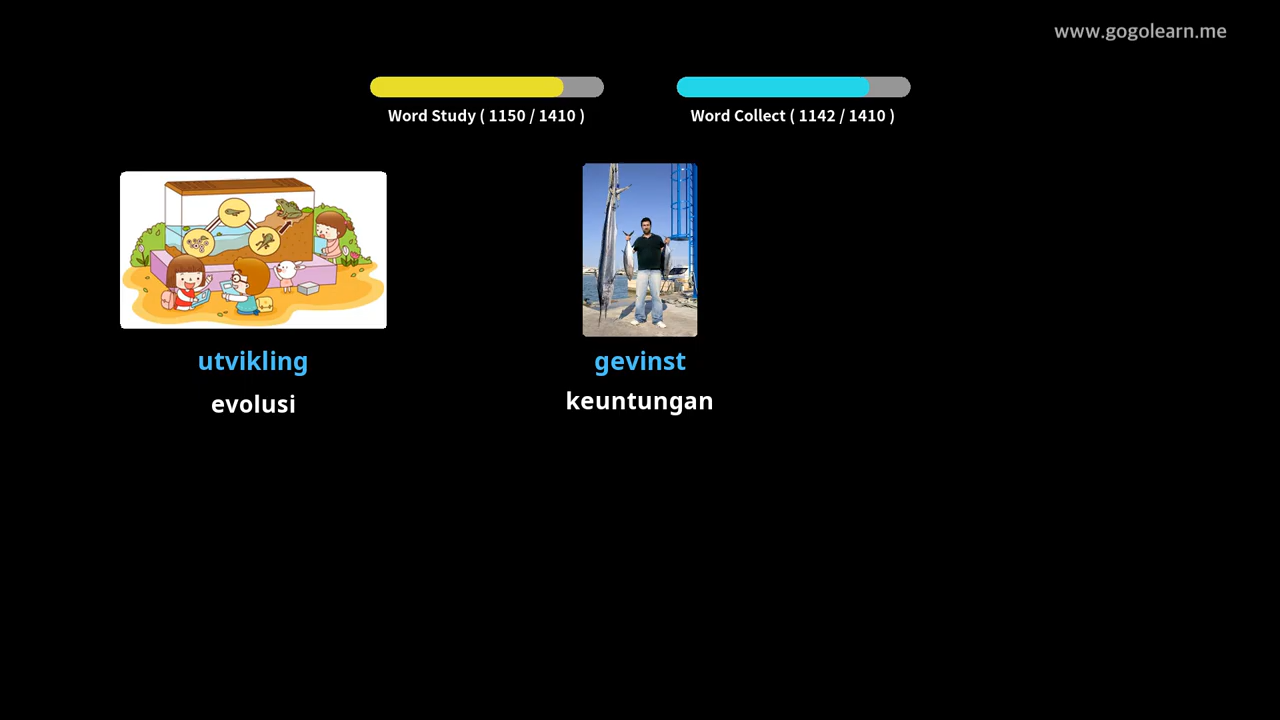 www.gogolearn.me
Word Study ( 1150 / 1410 )
Word Collect ( 1142 / 1410 )
utvikling
evolusi
gevinst
keuntungan